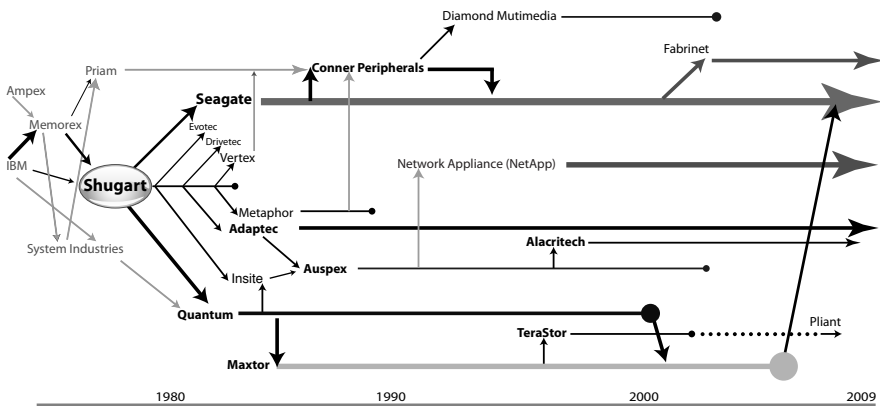 Diamond Mutimedia
Fabrinet
Priam
Conner Peripherals
Ampex
Seagate
Memorex
Evotec
Drivetec
Vertex
IBM
Network Appliance (NetApp)
Shugart
Metaphor
Adaptec
System Industries
Alacritech
Insite
Auspex
Quantum
Pliant
TeraStor
Maxtor
1980 1990 2000 2009